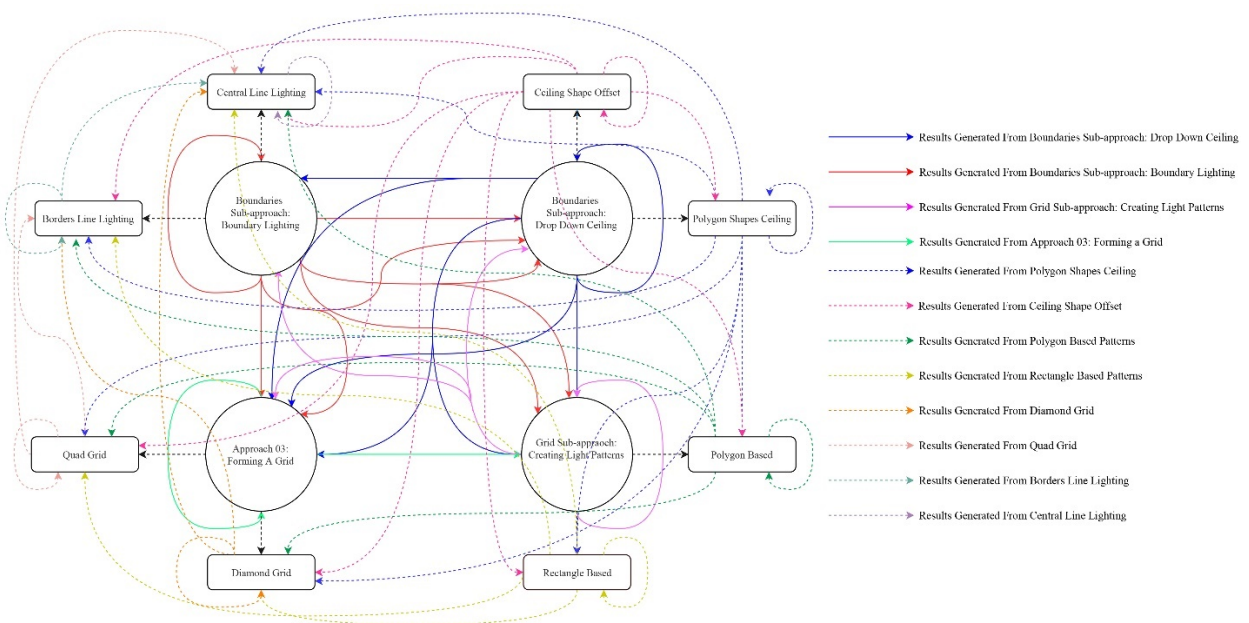 Central Line Lighting
Ceiling Shape Offset
Borders Line Lighting
Boundaries
Sub-approach:
Boundary Lighting
Boundaries
Sub-approach:
Drop Down Ceiling
Polygon Shapes Ceiling
Quad Grid
Approach 03:
Forming A Grid
Grid Sub-appraoch:
Creating Light Patterns
Polygon Based
Diamond Grid
Rectangle Based
Results Generated From Boundaries Sub-approach: Drop Down Ceiling
Results Generated From Boundaries Sub-approach: Boundary Lighting
Results Generated From Grid Sub-approach: Creating Light Patterns
Results Generated From Approach 03: Forming a Grid
Results Generated From Polygon Shapes Ceiling
Results Generated From Ceiling Shape Offset
Results Generated From Polygon Based Patterns
Results Generated From Rectangle Based Patterns
Results Generated From Diamond Grid
Results Generated From Quad Grid
Results Generated From Borders Line Lighting
Results Generated From Central Line Lighting